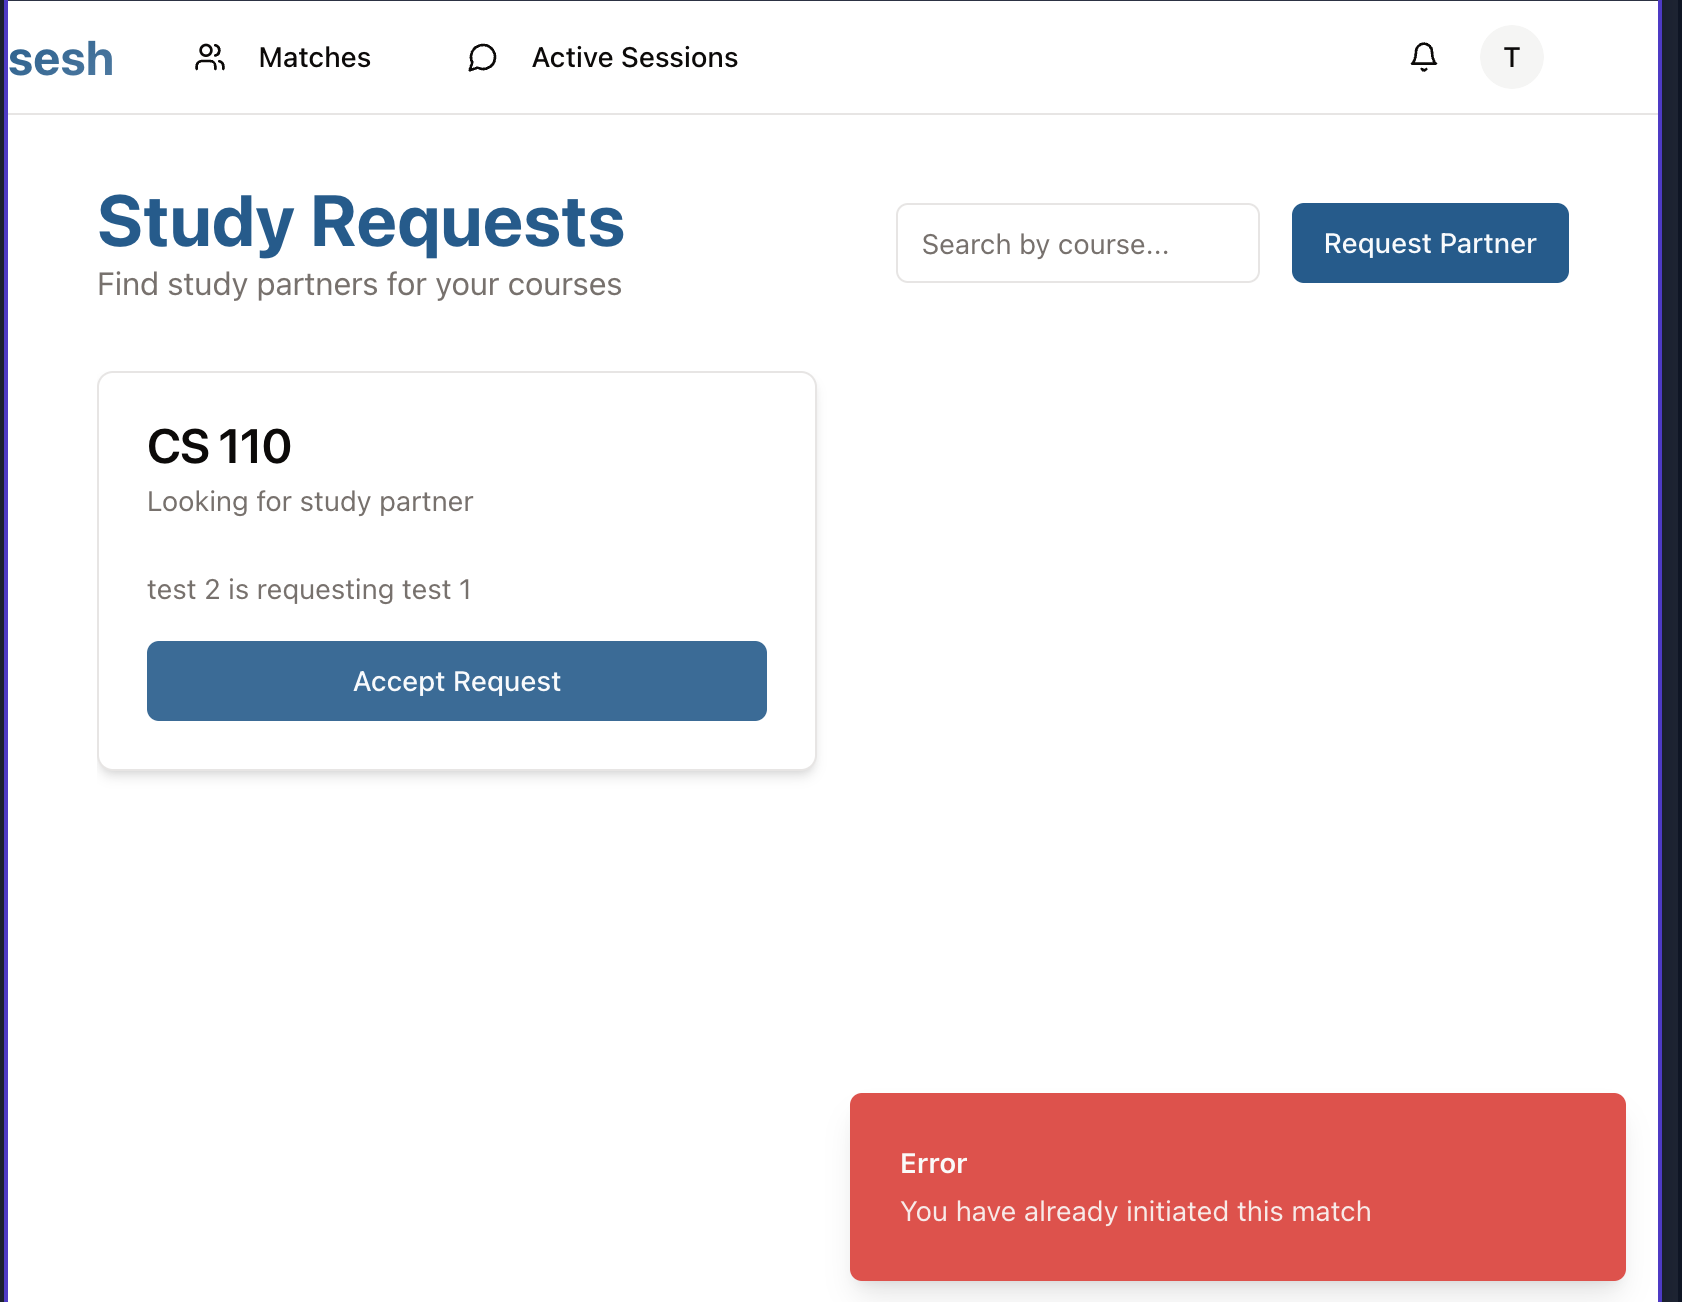 sesh
Matches
Active Sessions
T
Study Requests
Find study partners for your courses
Search by course...
Request Partner
CS 110
Looking for study partner
test 2 is requesting test 1
Accept Request
Error
You have already initiated this match